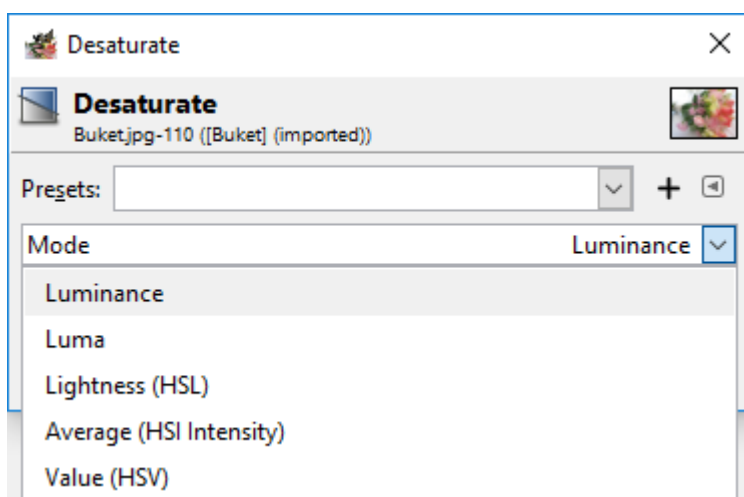 Desaturate
Desaturate
Buket.jpg-110 ([Buket] (imported))
Presets:
Mode Luminance
Luminance
Luma
Lightness (HSL)
Average (HSI Intensity)
Value (HSV)